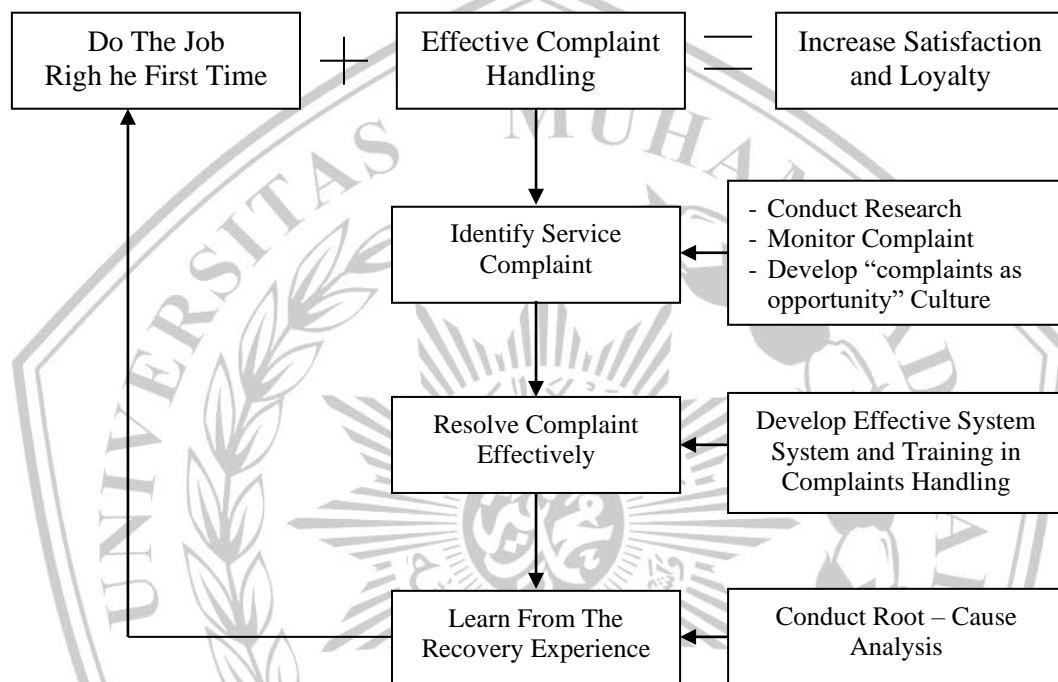 Do The Job
Righ he First Time
Effective Complaint
Handling
Increase Satisfaction
and Loyalty
Identify Service
Complaint
- Conduct Research
- Monitor Complaint
- Develop “complaints as
opportunity” Culture
Resolve Complaint
Effectively
Develop Effective System
System and Training in
Complaints Handling
Learn From The
Recovery Experience
Conduct Root – Cause
Analysis
UNIVERSITAS MUHAM